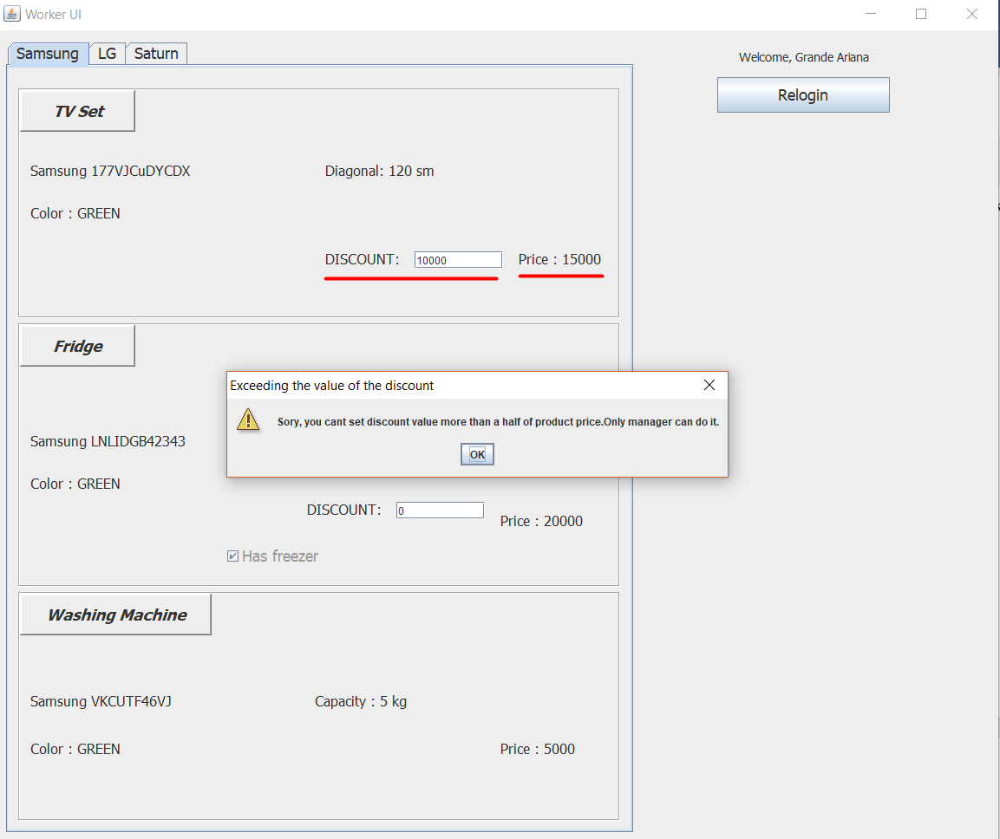 Worker UI
Samsung LG Saturn
Welcome, Grande Ariana
Relogin
TV Set
Samsung 177VJCuDYCDX Diagonal: 120 sm
Color : GREEN
DISCOUNT: 10000 Price : 15000
Fridge
Exceeding the value of the discount
Sory, you cant set discount value more than a half of product price.Only manager can do it.
OK
Samsung LNLIDGB42343
Color : GREEN
DISCOUNT: 0
Price : 20000
Has freezer
Washing Machine
Samsung VKCUTF46VJ Capacity : 5 kg
Color : GREEN Price : 5000